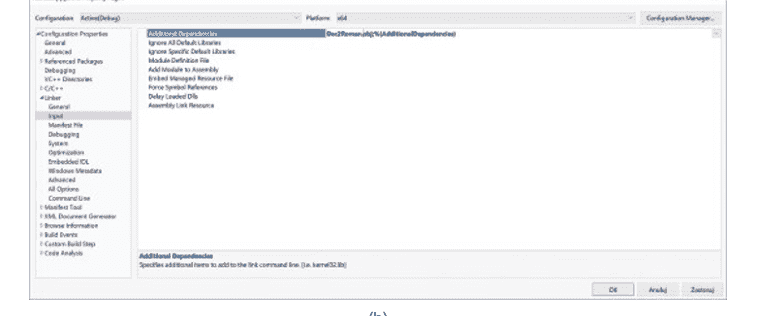 Configuration: Active(Debug) Platform: x64 Configuration Manager...
Configuration Properties
General
Advanced
Referenced Packages
Debugging
VC++ Directories
C/C++
Linker
General
Input
Manifest File
Debugging
System
Optimization
Embedded IDL
Windows Metadata
Advanced
All Options
Command Line
Manifest Tool
XML Document Generator
Browse Information
Build Events
Custom Build Step
Code Analysis
Additional Dependencies Dec2Roman.obj;%(AdditionalDependencies)
Ignore All Default Libraries
Ignore Specific Default Libraries
Module Definition File
Add Module to Assembly
Embed Managed Resource File
Force Symbol References
Delay Loaded Dlls
Assembly Link Resource
Additional Dependencies
Specifies additional items to add to the link command line. (i.e. kernel32.lib)
OK Anuluj Zastosuj